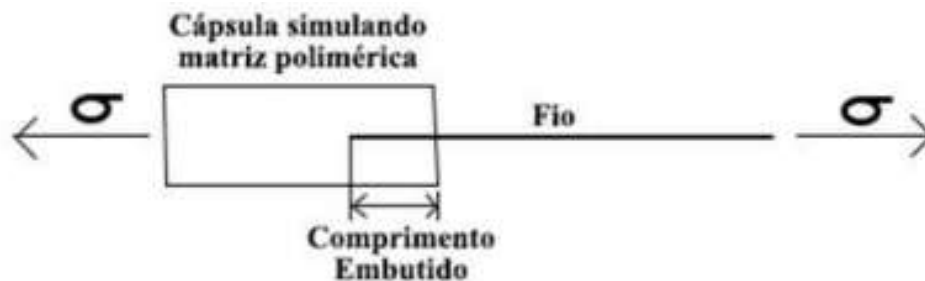 Cápsula simulando
matriz polimérica
σ
Fio
σ
Comprimento
Embutido